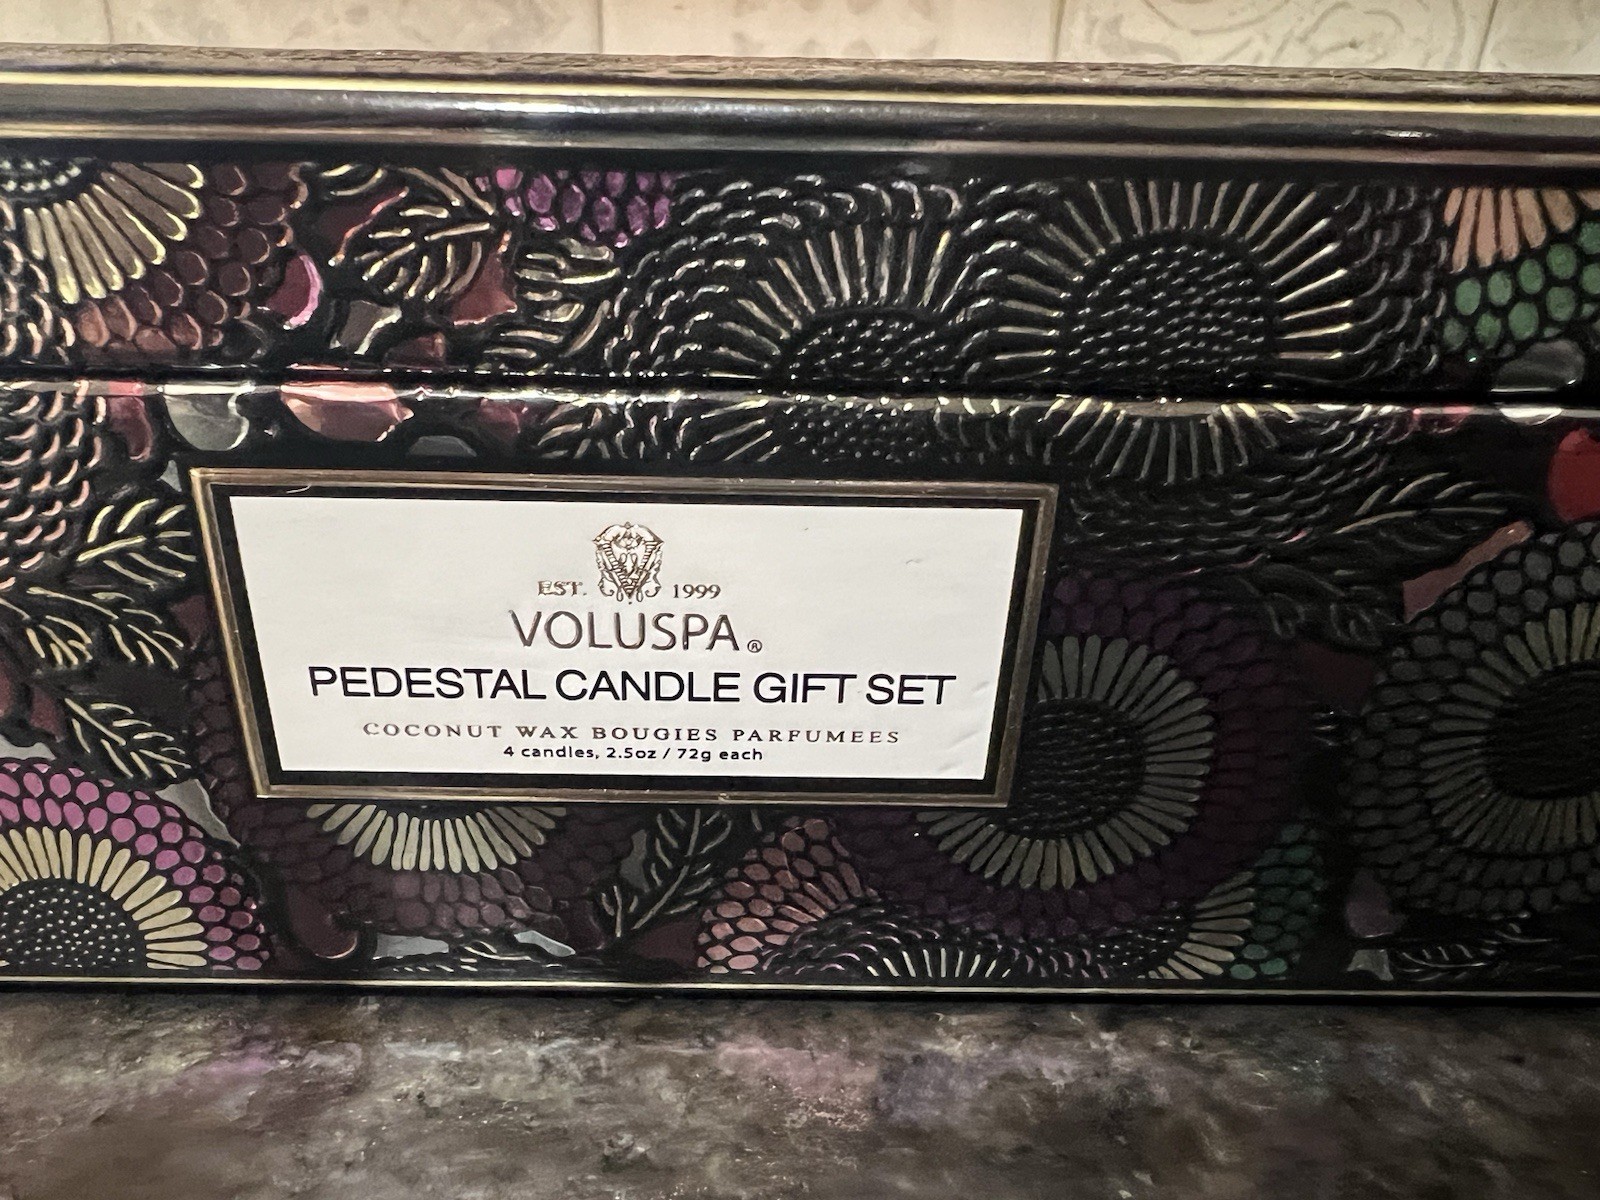 EST. 1999
VOLUSPA®
PEDESTAL CANDLE GIFT SET
COCONUT WAX BOUGIES PARFUMEES
4 candles, 2.5oz / 72g each